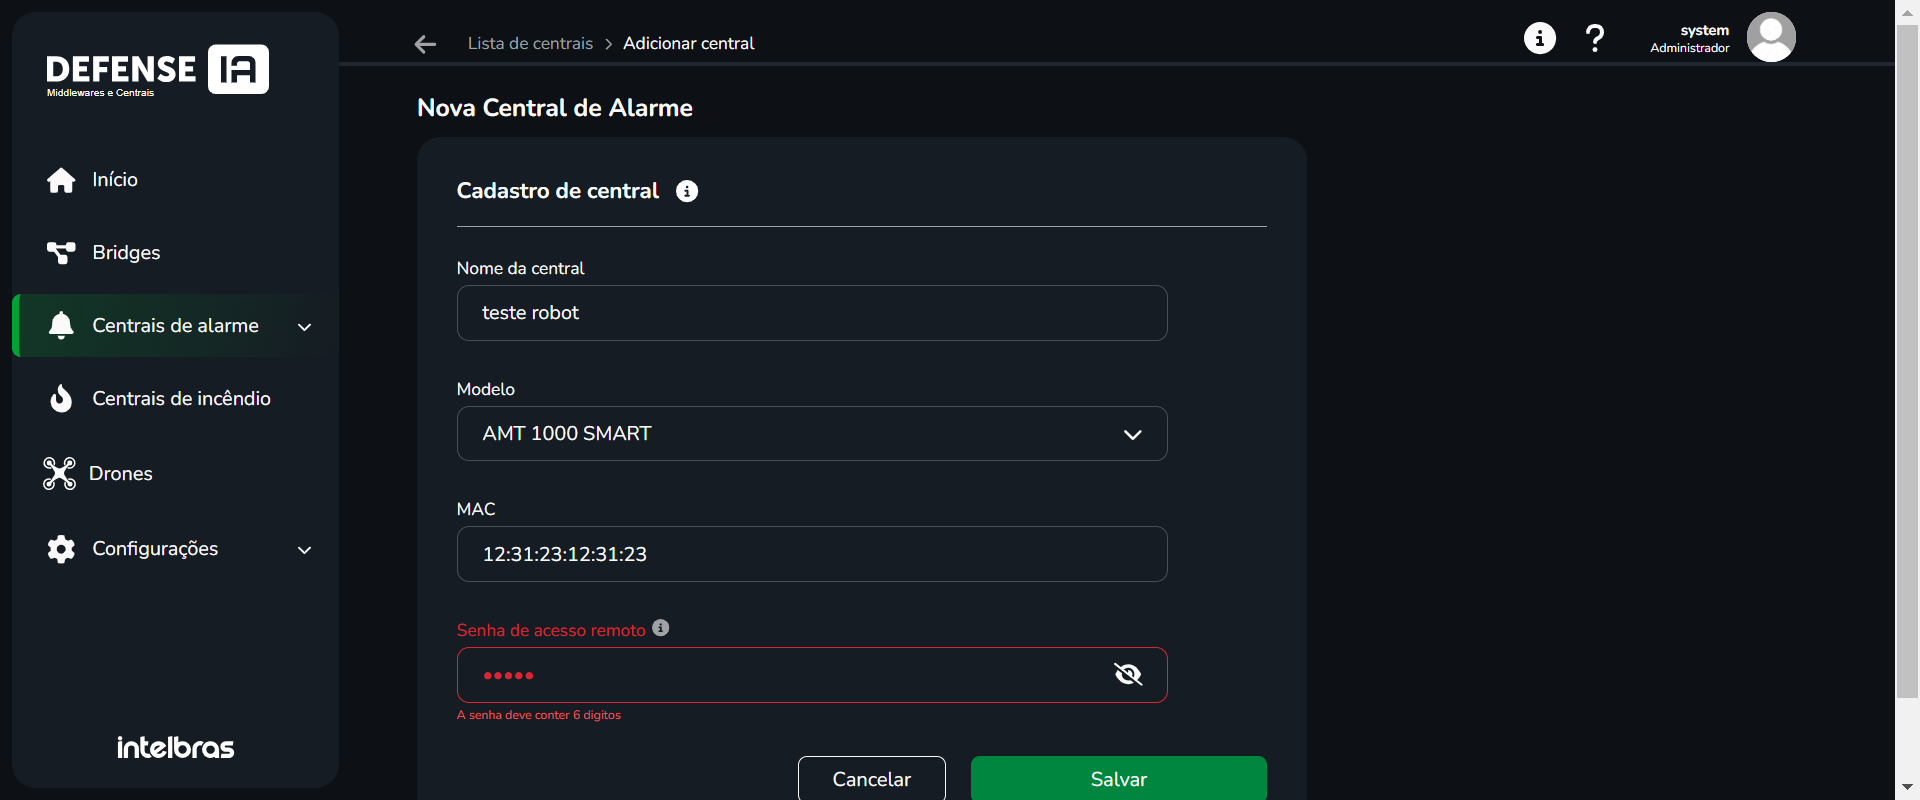 DEFENSE IA
Middlewares e Centrais
Início
Bridges
Centrais de alarme
Centrais de incêndio
Drones
Configurações
intelbras
Lista de centrais > Adicionar central
system
Administrador
Nova Central de Alarme
Cadastro de central
Nome da central
teste robot
Modelo
AMT 1000 SMART
MAC
12:31:23:12:31:23
Senha de acesso remoto
•••••
A senha deve conter 6 digitos
Cancelar
Salvar